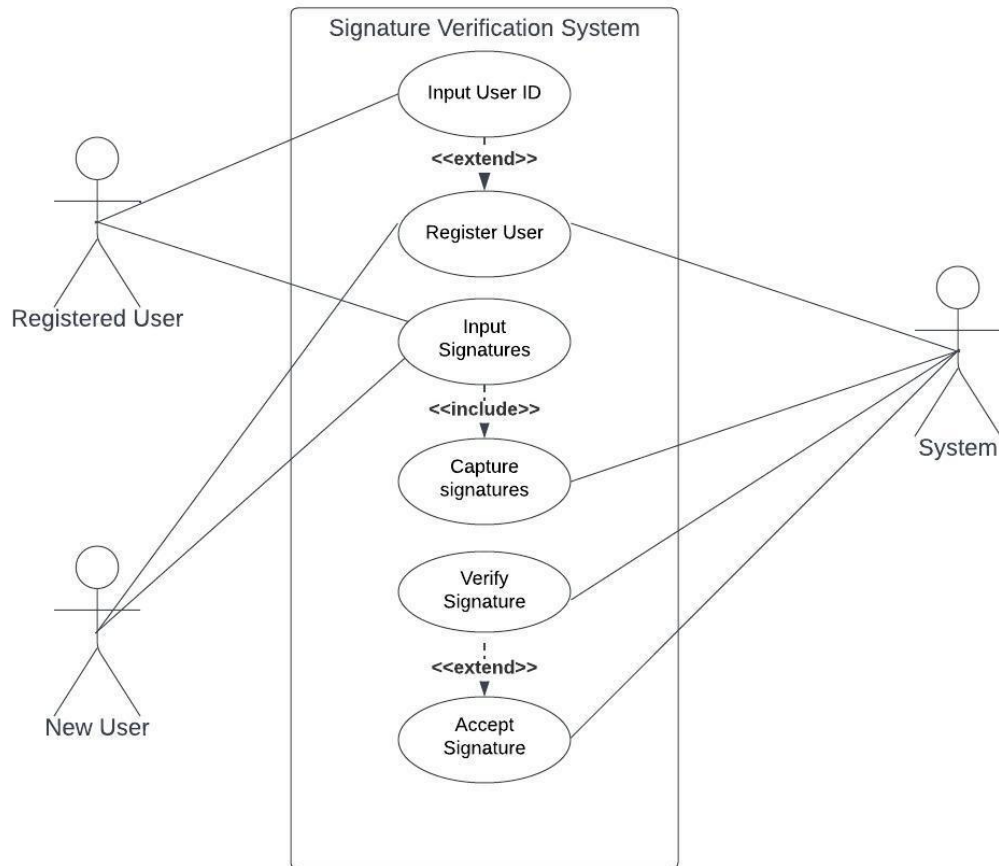 Signature Verification System
Input User ID
<<extend>>
Register User
Registered User
Input
Signatures
<<include>>
System
Capture
signatures
Verify
Signature
<<extend>>
New User
Accept
Signature